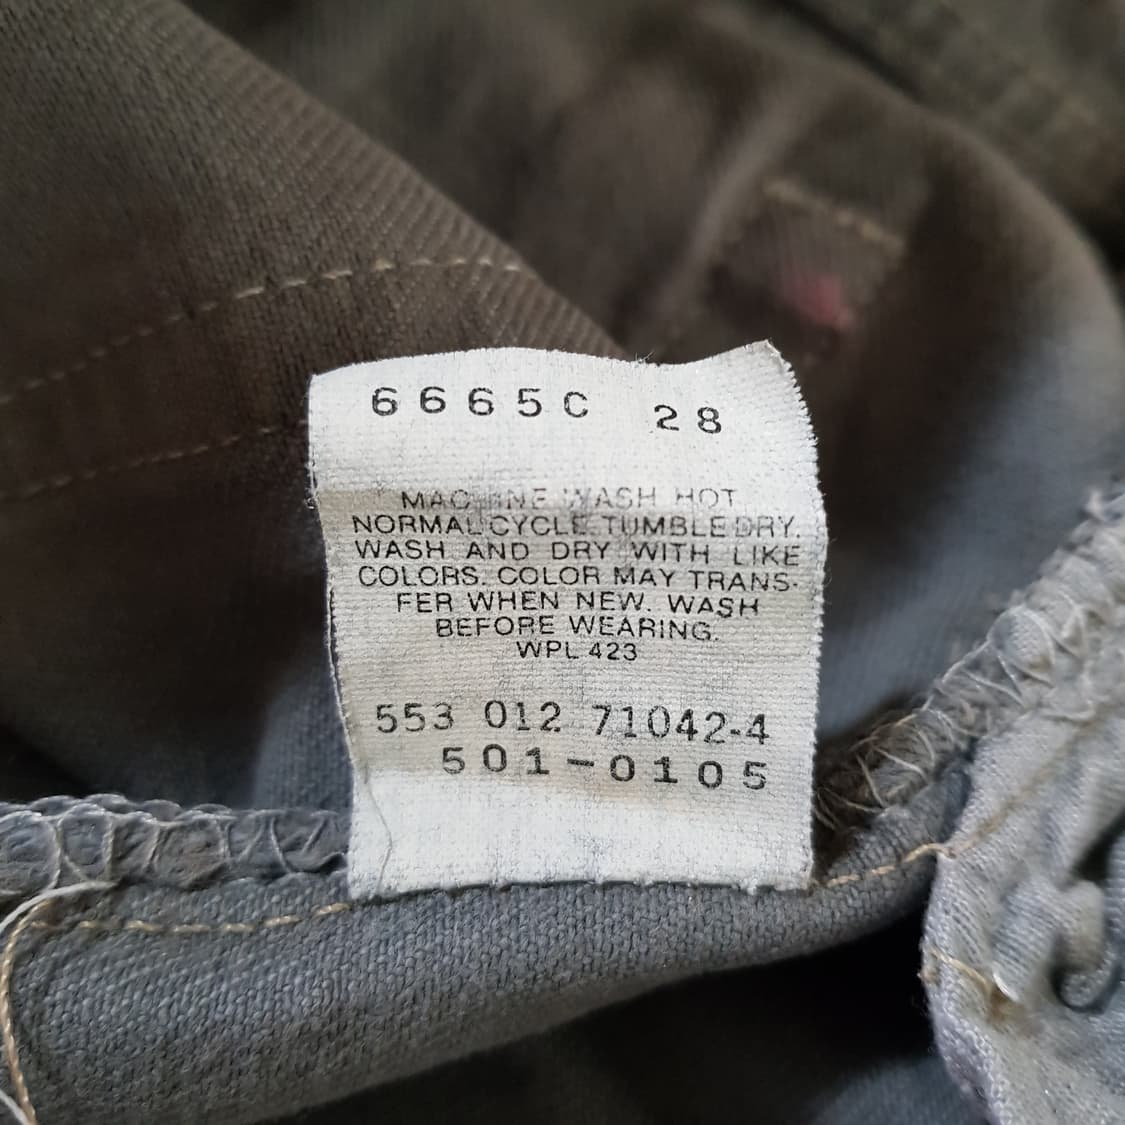 6665C 28
MACHINE WASH HOT
NORMAL CYCLE TUMBLE DRY.
WASH AND DRY WITH LIKE
COLORS. COLOR MAY TRANS-
FER WHEN NEW. WASH
BEFORE WEARING.
WPL 423
553 012 71042-4
501-0105